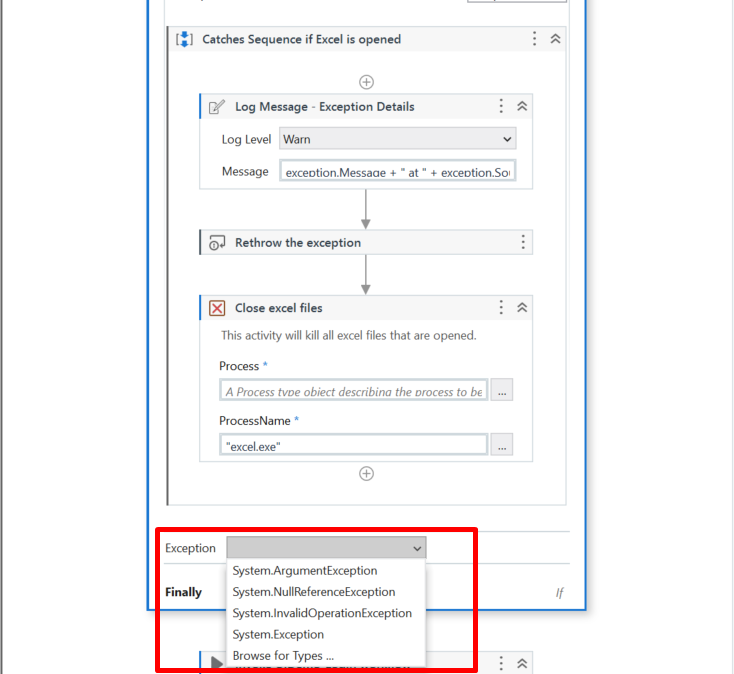 Catches Sequence if Excel is opened
Log Message - Exception Details
Log Level Warn
Message exception.Message + " at " + exception.Sou
Rethrow the exception
Close excel files
This activity will kill all excel files that are opened.
Process *
A Process type object describing the process to be
...
ProcessName *
"excel.exe"
...
Exception
System.ArgumentException
Finally
System.NullReferenceException
If
System.InvalidOperationException
System.Exception
Browse for Types ...